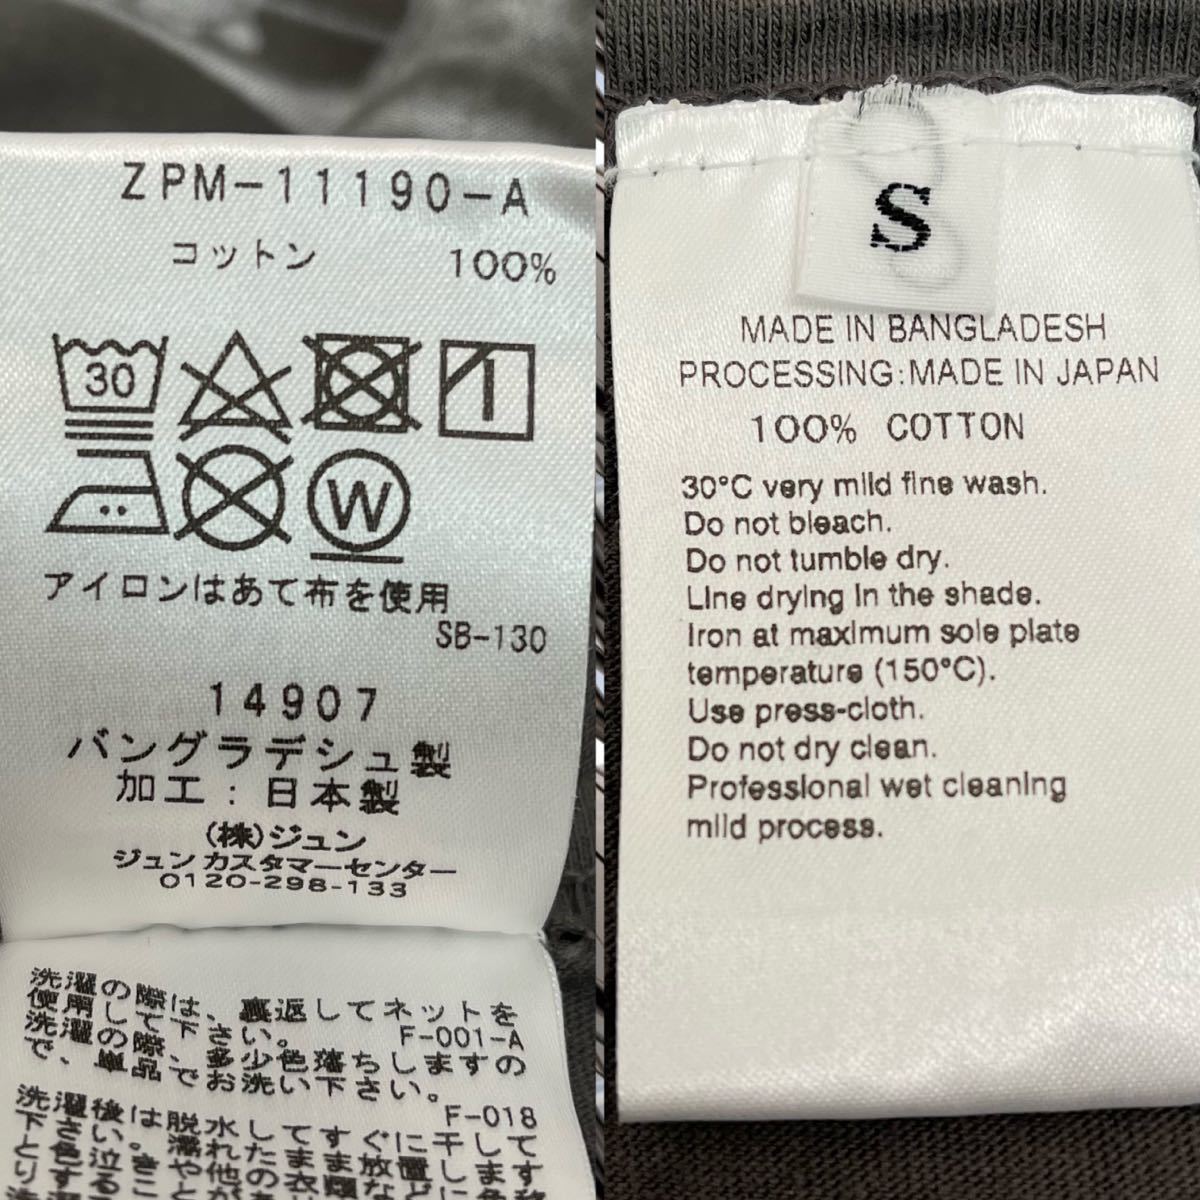 ZPM-11190-A
コットン 100%
30
W
アイロンはあて布を使用
SB-130
14907
バングラデシュ製
加工:日本製
(株)ジュン
ジュンカスタマーセンター
0120-298-133
洗濯の際は、裏返してネットを
使用して下さい。 F-001-A
洗濯の際、多少色落ちしますの
で、単品でお洗い下さい。
F-018
洗濯後は脱水してすぐに干して
下さい。濡れたまま放置します
と色泣き
S
MADE IN BANGLADESH
PROCESSING:MADE IN JAPAN
100% COTTON
30°C very mild fine wash.
Do not bleach.
Do not tumble dry.
Line drying in the shade.
Iron at maximum sole plate
temperature (150°C).
Use press-cloth.
Do not dry clean.
Professional wet cleaning
mild process.